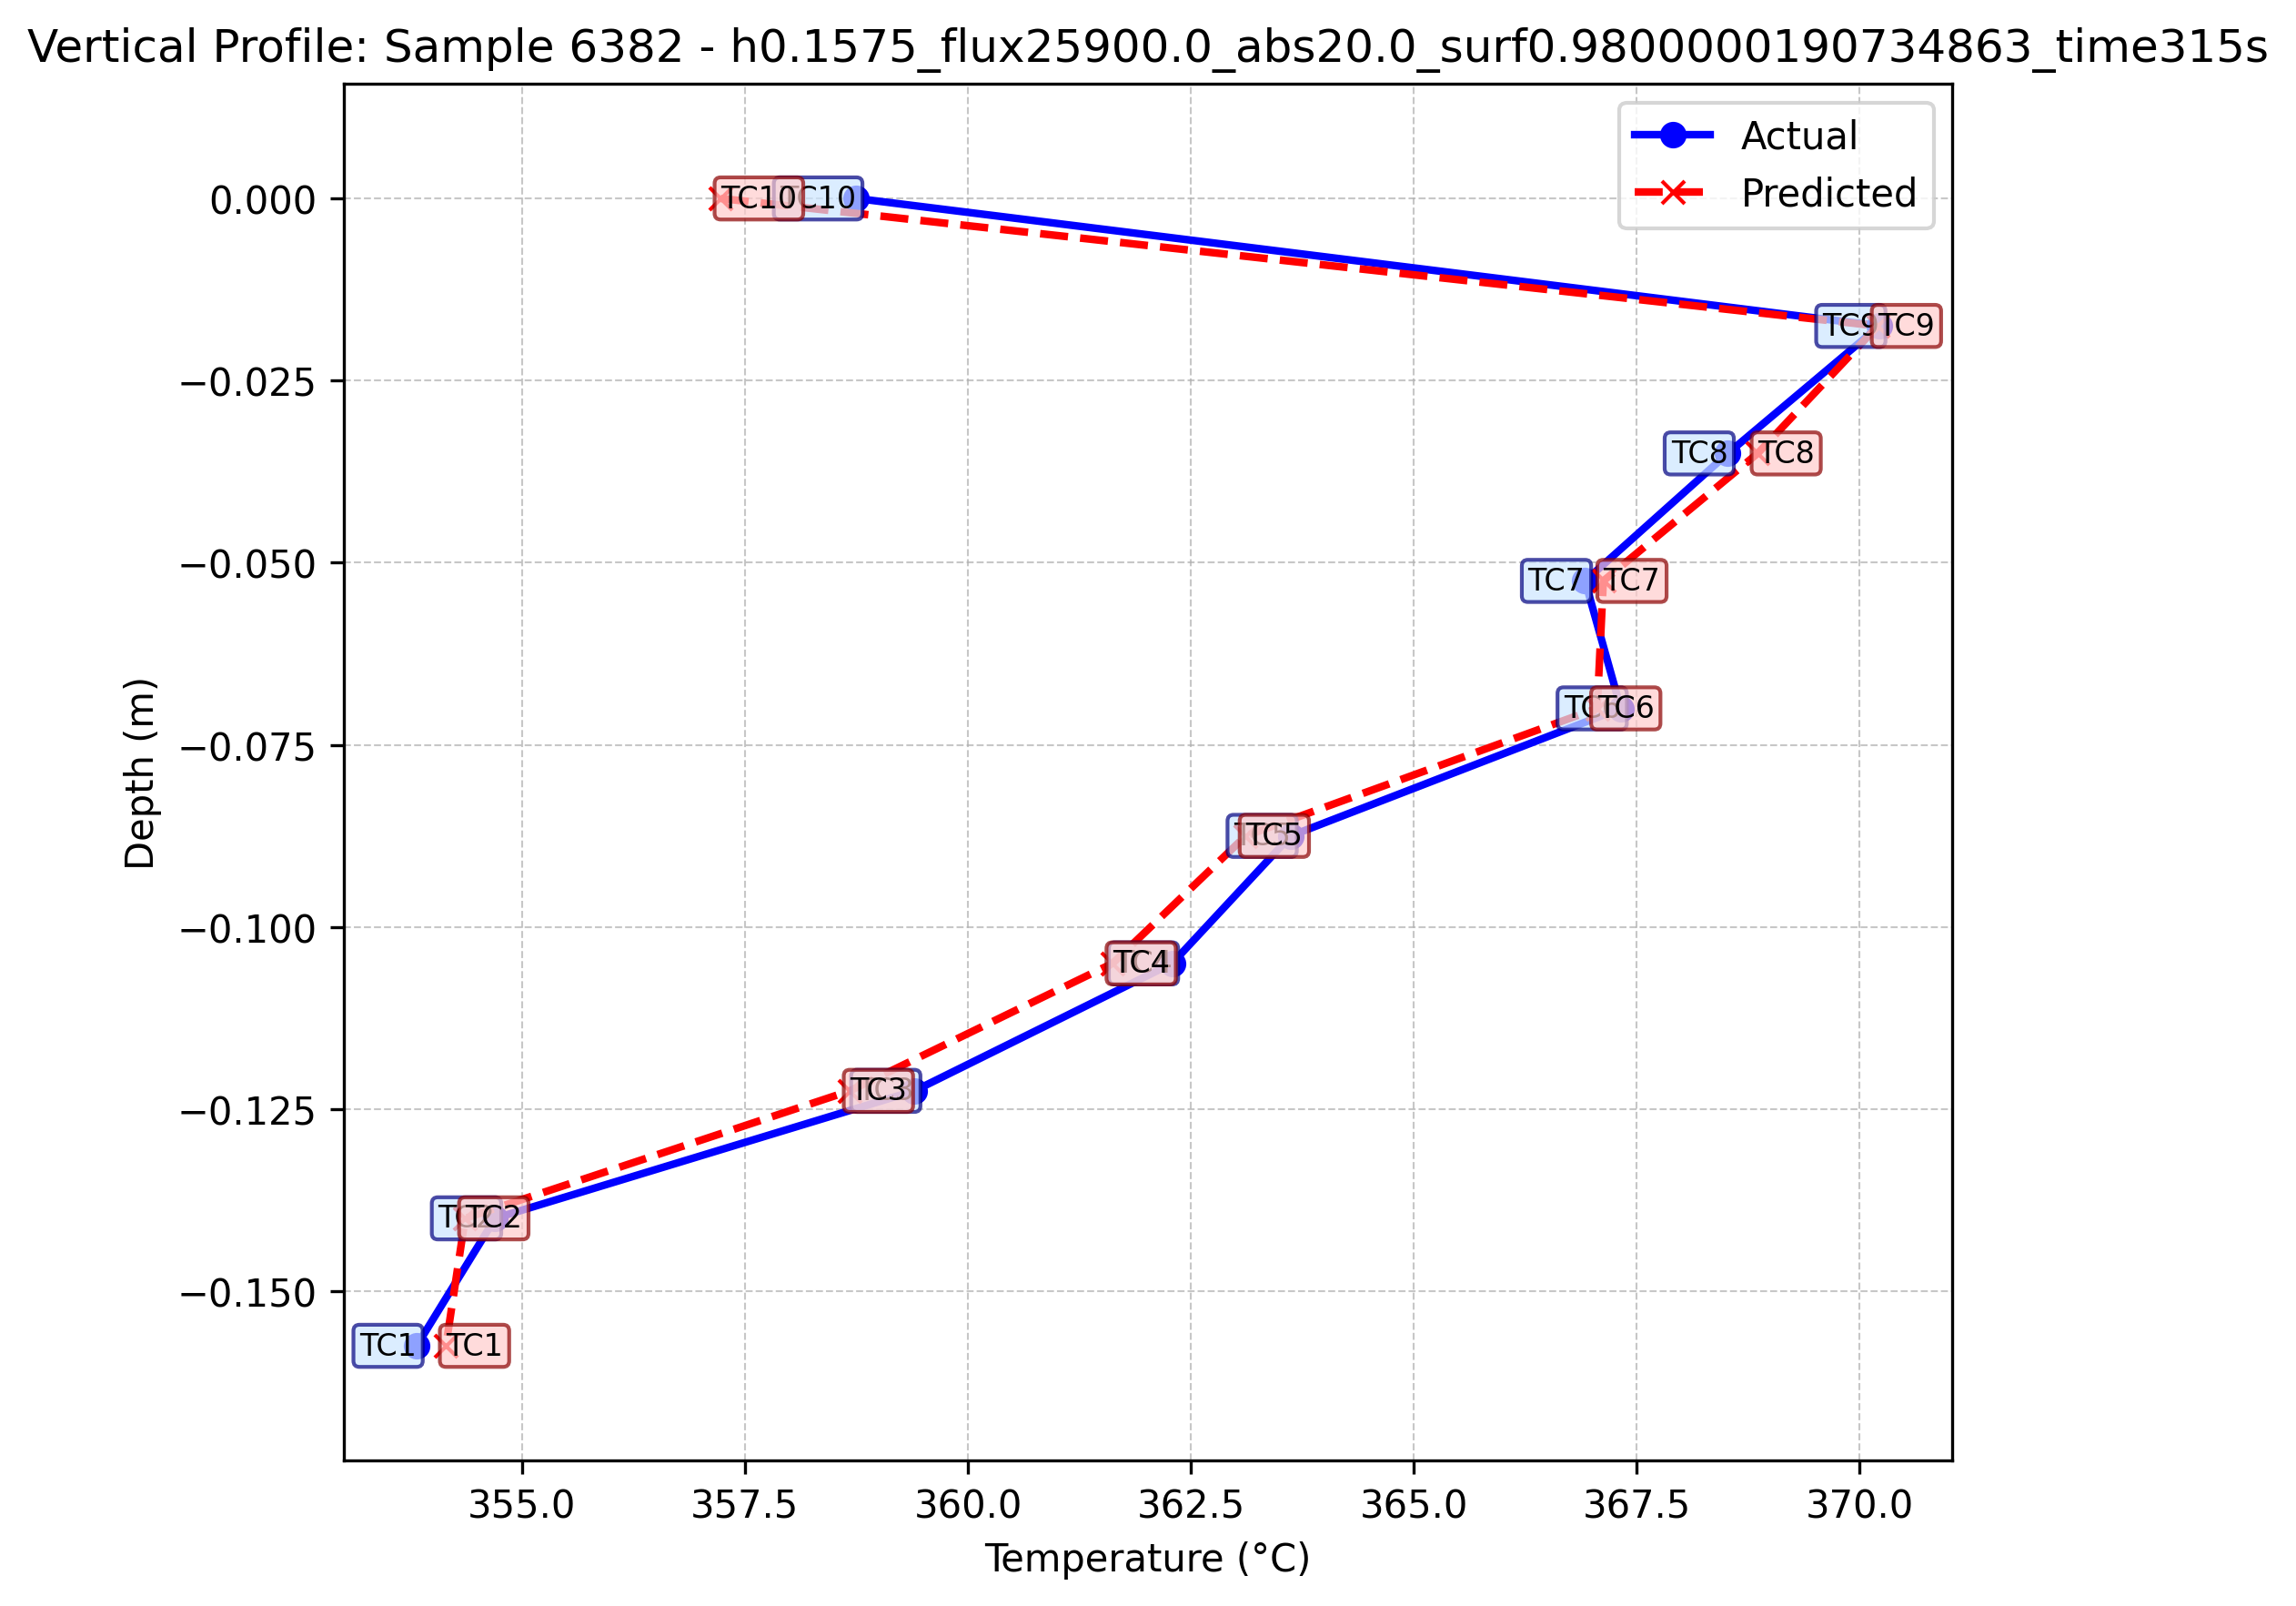 Vertical Profile: Sample 6382 - h0.1575_flux25900.0_abs20.0_surf0.9800000190734863_time315s
Actual
Predicted
0.000
−0.025
−0.050
−0.075
−0.100
−0.125
−0.150
Depth (m)
TC10
TC10
TC9
TC9
TC8
TC8
TC7
TC7
TC6
TC5
TC4
TC3
TC2
TC1
TC1
355.0
357.5
360.0
362.5
365.0
367.5
370.0
Temperature (°C)